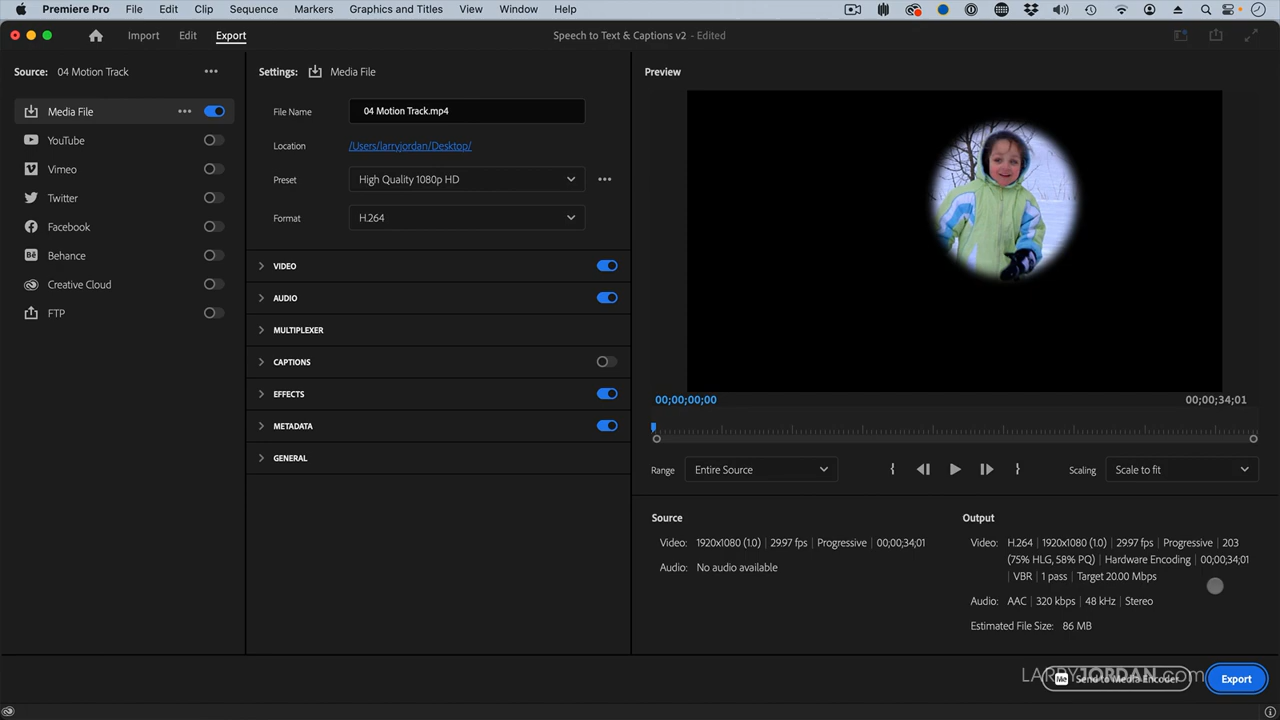 Premiere Pro File Edit Clip Sequence Markers Graphics and Titles View Window Help
Import Edit Export Speech to Text & Captions v2 - Edited
Source: 04 Motion Track
Media File
YouTube
Vimeo
Twitter
Facebook
Behance
Creative Cloud
FTP
Settings: Media File
File Name 04 Motion Track.mp4
Location /Users/larryjordan/Desktop/
Preset High Quality 1080p HD
Format H.264
VIDEO
AUDIO
MULTIPLEXER
CAPTIONS
EFFECTS
METADATA
GENERAL
Preview
00;00;00;00 00;00;34;01
Range Entire Source Scaling Scale to fit
Source
Video: 1920x1080 (1.0) | 29.97 fps | Progressive | 00;00;34;01
Audio: No audio available
Output
Video: H.264 | 1920x1080 (1.0) | 29.97 fps | Progressive | 203
(75% HLG, 58% PQ) | Hardware Encoding | 00;00;34;01
| VBR | 1 pass | Target 20.00 Mbps
Audio: AAC | 320 kbps | 48 kHz | Stereo
Estimated File Size: 86 MB
LARRYJORDAN.com
Me Send to Media Encoder Export